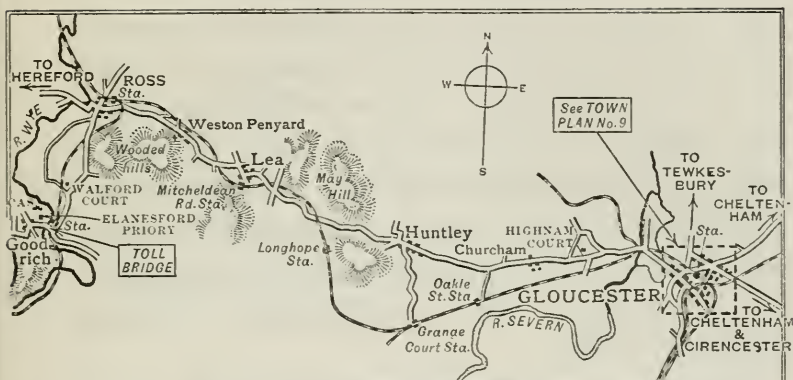 TO
HEREFORD
ROSS
Sta.
R. WYE
Weston Penyard
Wooded
hills
Lea
May
Hill
WALFORD
COURT
Mitcheldean
Rd. Sta.
ELANESFORD
PRIORY
Sta.
Good-
rich
TOLL
BRIDGE
Longhope
Sta.
Huntley
Churcham
HIGHNAM
COURT
Oakle
St. Sta.
GLOUCESTER
Grange
Court Sta.
R. SEVERN
N
W
E
S
See TOWN
PLAN No. 9
TO
TEWKES-
BURY
TO
CHELTEN-
HAM
Sta.
TO
CHELTENHAM
&
CIRENCESTER